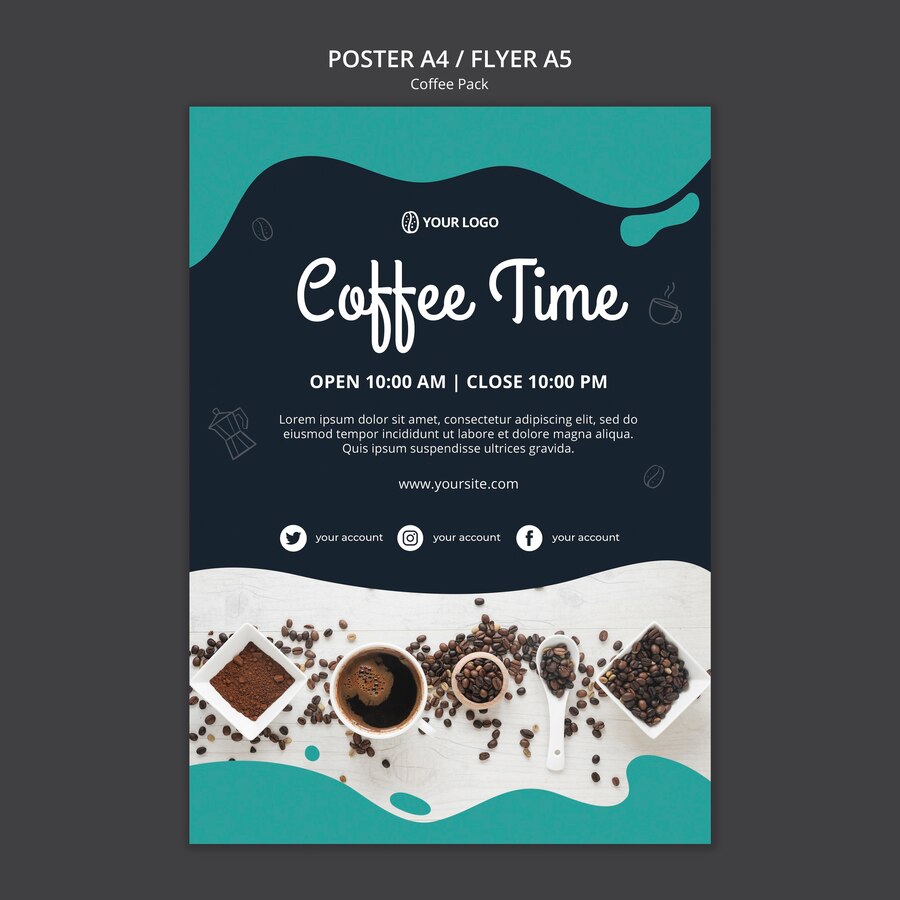 POSTER A4 / FLYER A5
Coffee Pack
YOUR LOGO
Coffee Time
OPEN 10:00 AM | CLOSE 10:00 PM
Lorem ipsum dolor sit amet, consectetur adipiscing elit, sed do
eiusmod tempor incididunt ut labore et dolore magna aliqua.
Quis ipsum suspendisse ultrices gravida.
www.yoursite.com
your account your account your account